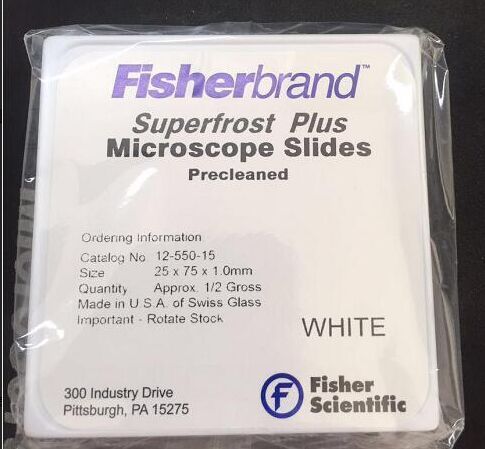 Fisherbrand™
Superfrost Plus
Microscope Slides
Precleaned
Ordering Information
Catalog No 12-550-15
Size 25 x 75 x 1.0mm
Quantity Approx. 1/2 Gross
Made in U.S.A. of Swiss Glass
Important - Rotate Stock
WHITE
300 Industry Drive
Pittsburgh, PA 15275
Fisher
Scientific